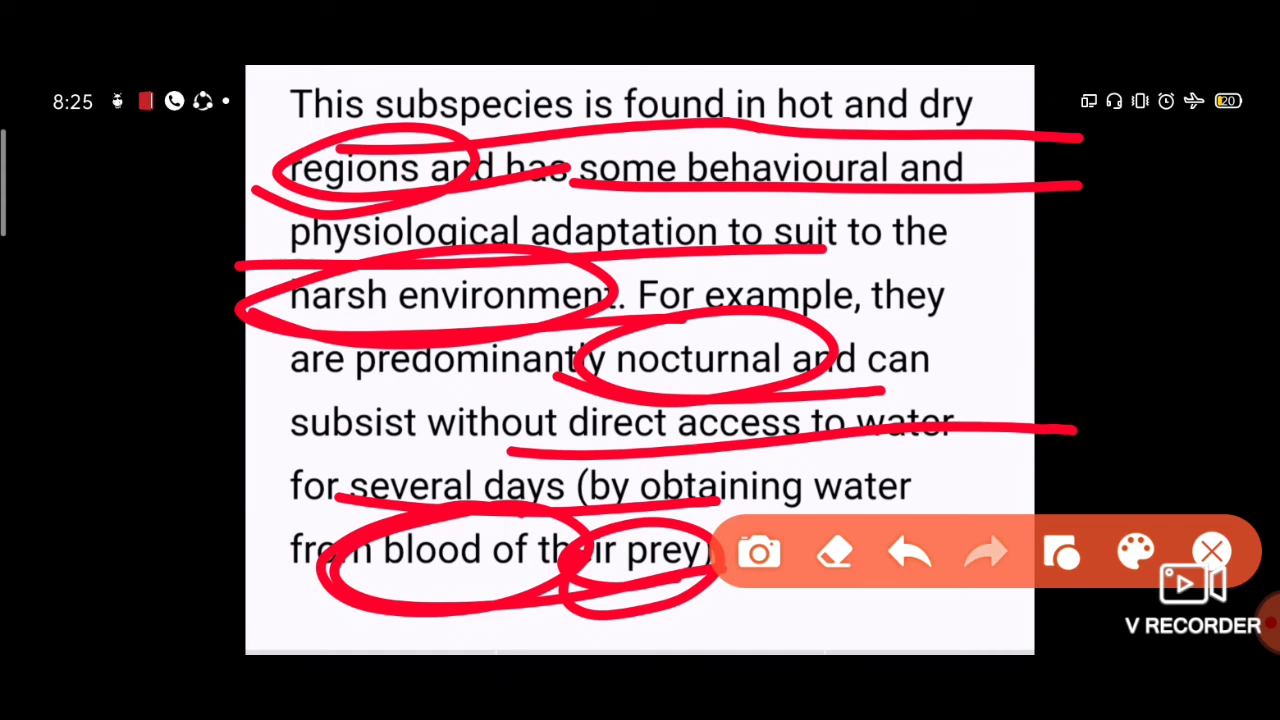 8:25
20
This subspecies is found in hot and dry
regions and has some behavioural and
physiological adaptation to suit to the
harsh environment. For example, they
are predominantly nocturnal and can
subsist without direct access to water
for several days (by obtaining water
from blood of their prey)
V RECORDER